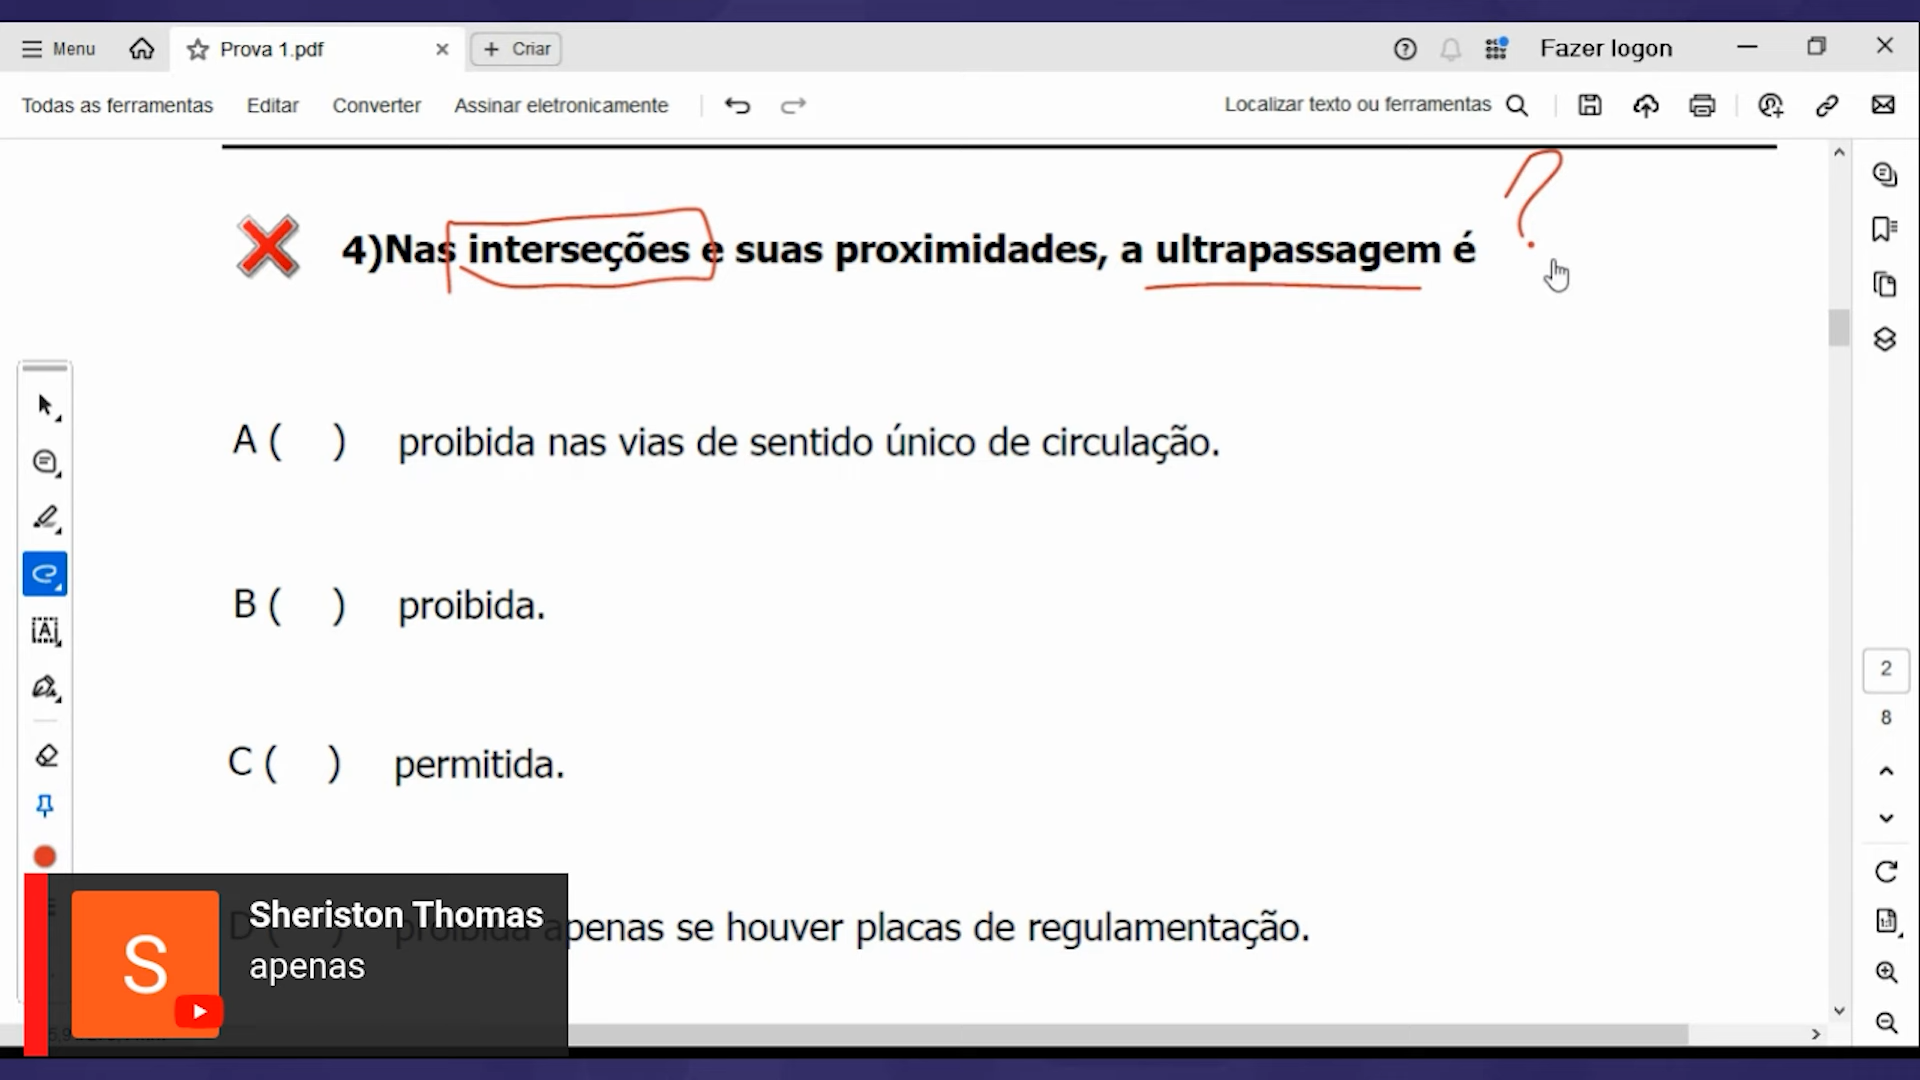 Menu
Prova 1.pdf
Criar
Fazer logon
Todas as ferramentas
Editar
Converter
Assinar eletronicamente
Localizar texto ou ferramentas
?
4)Nas interseções e suas proximidades, a ultrapassagem é
A ( ) proibida nas vias de sentido único de circulação.
B ( ) proibida.
C ( ) permitida.
D ( ) proibida apenas se houver placas de regulamentação.
S
Sheriston Thomas
apenas
2
8